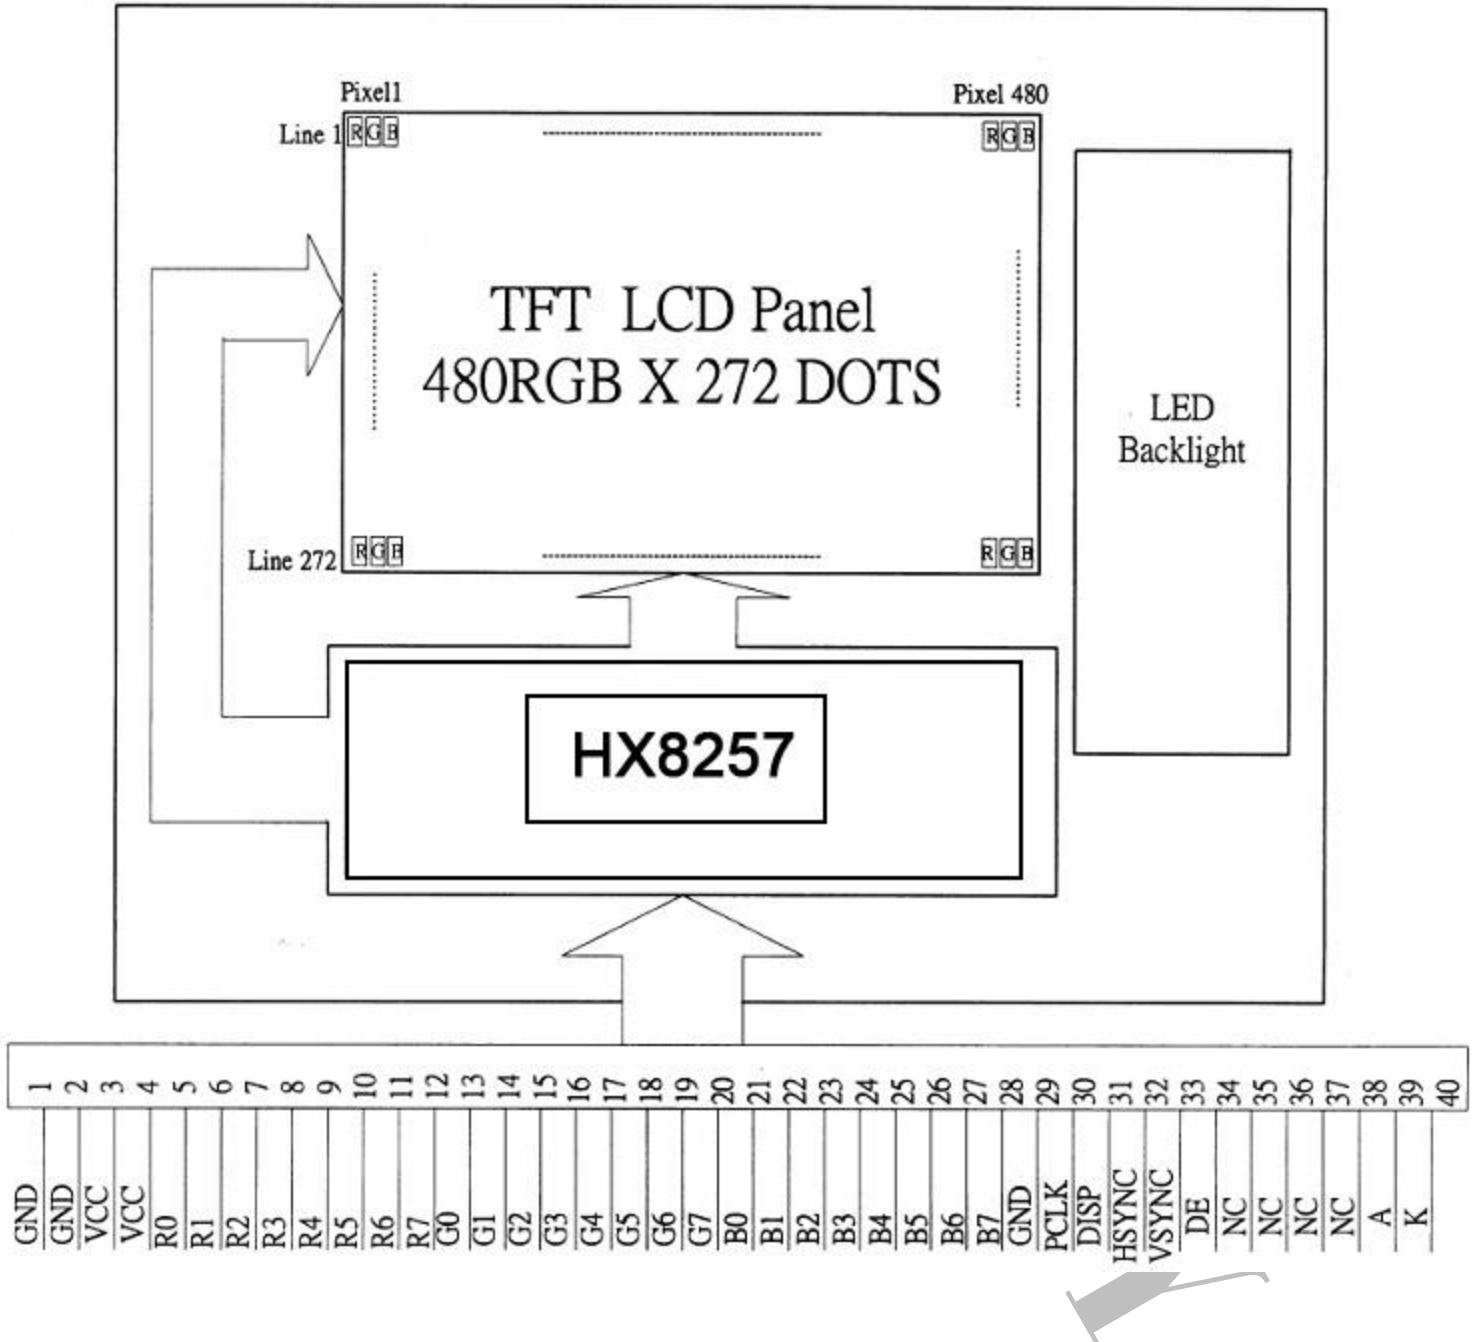 Pixel1 Pixel 480
Line 1 R G B R G B
TFT LCD Panel
480RGB X 272 DOTS
LED
Backlight
Line 272 R G B R G B
HX8257
1 2 3 4 5 6 7 8 9 10 11 12 13 14 15 16 17 18 19 20 21 22 23 24 25 26 27 28 29 30 31 32 33 34 35 36 37 38 39 40
GND GND VCC VCC R0 R1 R2 R3 R4 R5 R6 R7 G0 G1 G2 G3 G4 G5 G6 G7 B0 B1 B2 B3 B4 B5 B6 B7 GND PCLK DISP HSYNC VSYNC DE NC NC NC NC A K